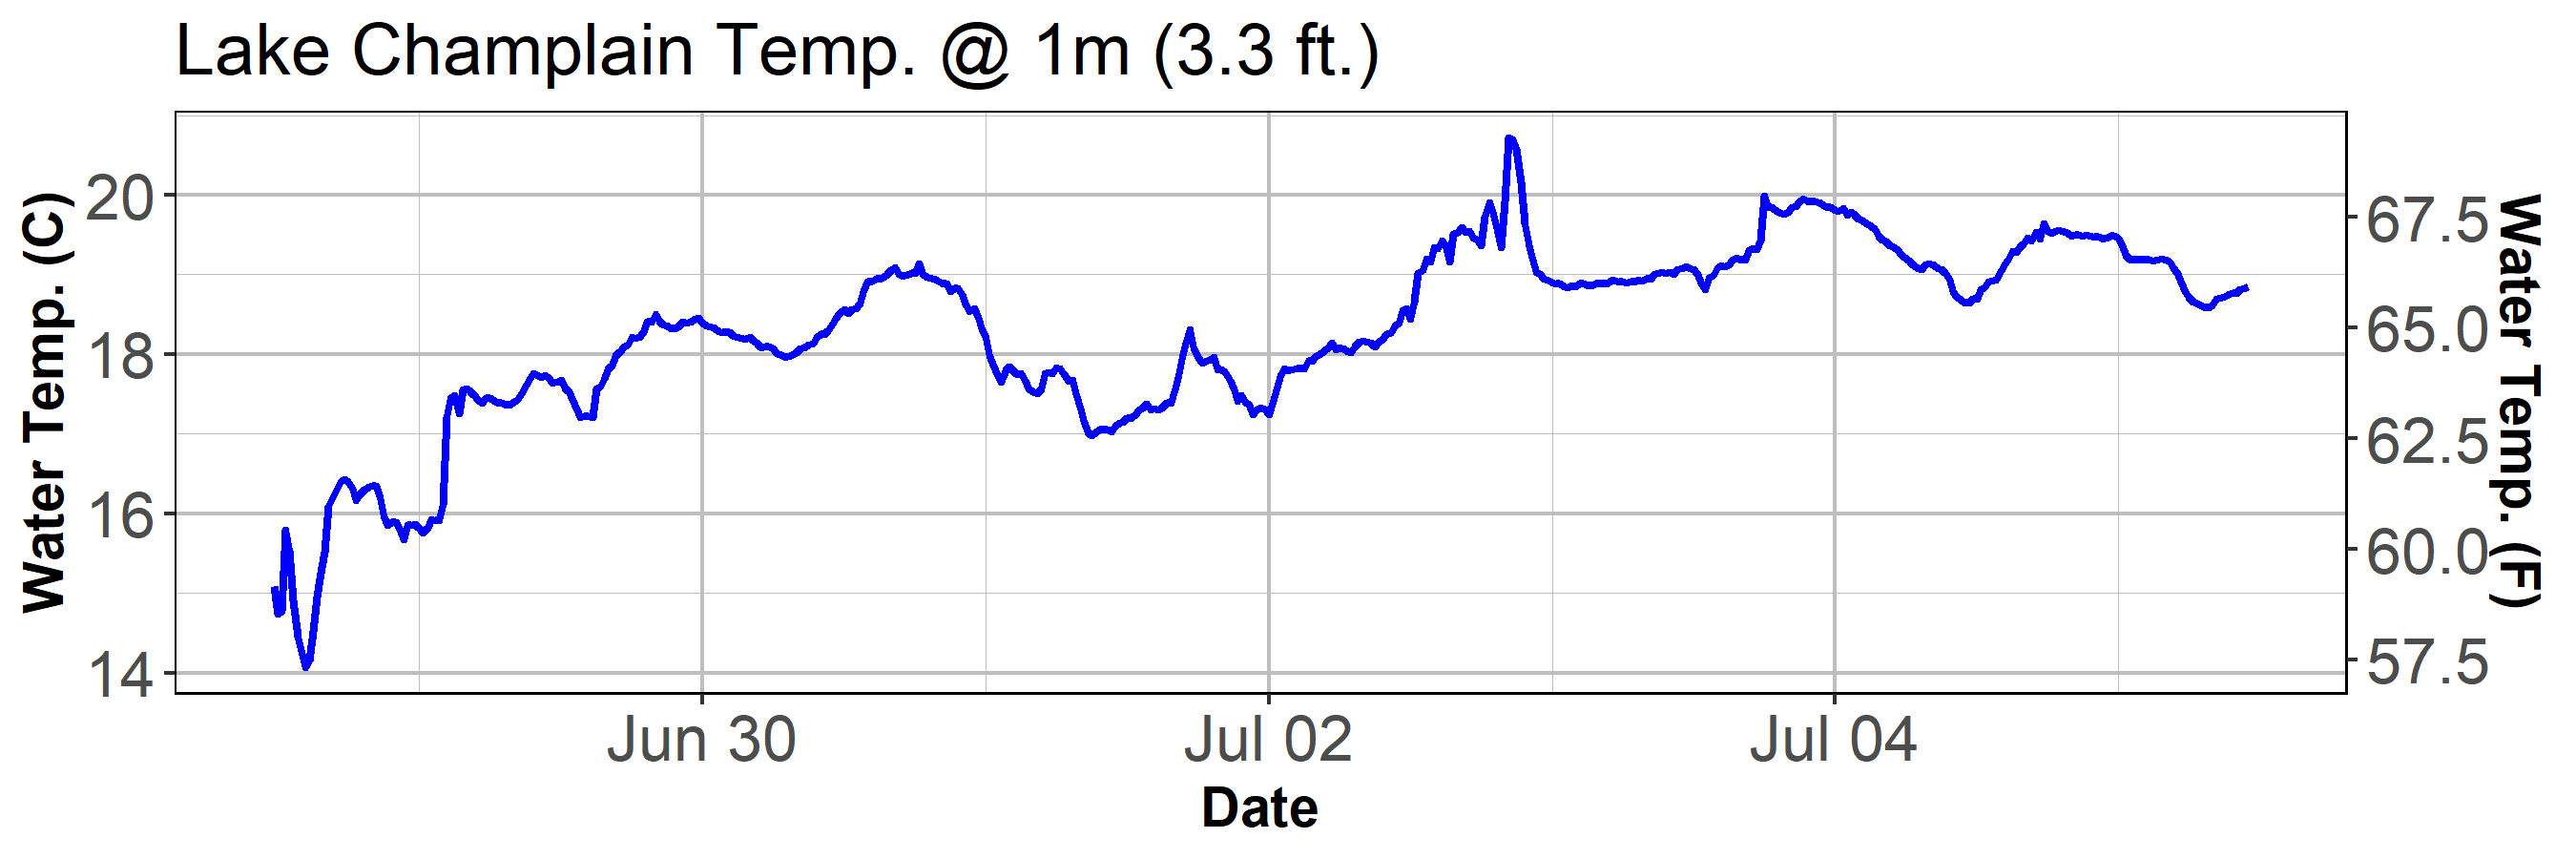 Lake Champlain Temp. @ 1m (3.3 ft.)
Water Temp. (C)
20
18
16
14
67.5
65.0
62.5
60.0
57.5
Water Temp. (F)
Jun 30
Jul 02
Jul 04
Date